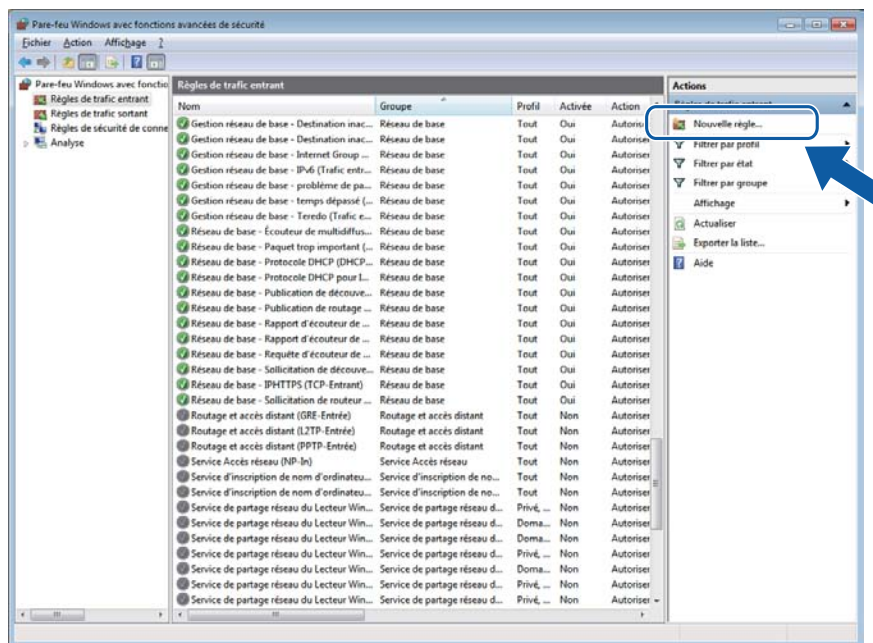 Pare-feu Windows avec fonctions avancées de sécurité
Fichier Action Affichage ?
Pare-feu Windows avec fonctio
Règles de trafic entrant
Règles de trafic sortant
Règles de sécurité de conne
Analyse
Règles de trafic entrant
Nom Groupe Profil Activée Action
Gestion réseau de base - Destination inac... Réseau de base Tout Oui Autoris
Gestion réseau de base - Destination inac... Réseau de base Tout Oui Autoriser
Gestion réseau de base - Internet Group ... Réseau de base Tout Oui Autoriser
Gestion réseau de base - IPv6 (Trafic entr... Réseau de base Tout Oui Autoriser
Gestion réseau de base - problème de pa... Réseau de base Tout Oui Autoriser
Gestion réseau de base - temps dépassé (... Réseau de base Tout Oui Autoriser
Gestion réseau de base - Teredo (Trafic e... Réseau de base Tout Oui Autoriser
Réseau de base - Écouteur de multidiffus... Réseau de base Tout Oui Autoriser
Réseau de base - Paquet trop important (... Réseau de base Tout Oui Autoriser
Réseau de base - Protocole DHCP (DHCP... Réseau de base Tout Oui Autoriser
Réseau de base - Protocole DHCP pour I... Réseau de base Tout Oui Autoriser
Réseau de base - Publication de découve... Réseau de base Tout Oui Autoriser
Réseau de base - Publication de routage ... Réseau de base Tout Oui Autoriser
Réseau de base - Rapport d'écouteur de ... Réseau de base Tout Oui Autoriser
Réseau de base - Rapport d'écouteur de ... Réseau de base Tout Oui Autoriser
Réseau de base - Requête d'écouteur de ... Réseau de base Tout Oui Autoriser
Réseau de base - Sollicitation de découve... Réseau de base Tout Oui Autoriser
Réseau de base - IPHTTPS (TCP-Entrant) Réseau de base Tout Oui Autoriser
Réseau de base - Sollicitation de routeur ... Réseau de base Tout Oui Autoriser
Routage et accès distant (GRE-Entrée) Routage et accès distant Tout Non Autoriser
Routage et accès distant (L2TP-Entrée) Routage et accès distant Tout Non Autoriser
Routage et accès distant (PPTP-Entrée) Routage et accès distant Tout Non Autoriser
Service Accès réseau (NP-In) Service Accès réseau Tout Non Autoriser
Service d'inscription de nom d'ordinateu... Service d'inscription de no... Tout Non Autoriser
Service d'inscription de nom d'ordinateu... Service d'inscription de no... Tout Non Autoriser
Service de partage réseau du Lecteur Win... Service de partage réseau d... Privé, ... Non Autoriser
Service de partage réseau du Lecteur Win... Service de partage réseau d... Doma... Non Autoriser
Service de partage réseau du Lecteur Win... Service de partage réseau d... Doma... Non Autoriser
Service de partage réseau du Lecteur Win... Service de partage réseau d... Privé, ... Non Autoriser
Service de partage réseau du Lecteur Win... Service de partage réseau d... Doma... Non Autoriser
Service de partage réseau du Lecteur Win... Service de partage réseau d... Privé, ... Non Autoriser
Service de partage réseau du Lecteur Win... Service de partage réseau d... Privé, ... Non Autoriser
Actions
Règles de trafic entrant
Nouvelle règle...
Filtrer par profil
Filtrer par état
Filtrer par groupe
Affichage
Actualiser
Exporter la liste...
Aide